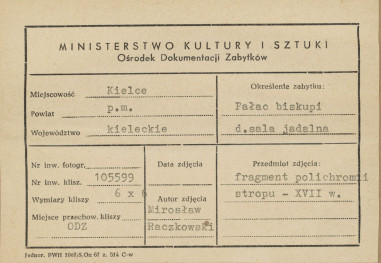 MINISTERSTWO KULTURY I SZTUKI
Ośrodek Dokumentacji Zabytków
Miejscowość Kielce
Powiat p.m.
Województwo kieleckie
Określenie zabytku:
Pałac biskupi
d.sala jadalna
Nr inw. fotogr.
Nr inw. klisz. 105599
Wymiary kliszy 6 x 6
Miejsce przechow. kliszy
ODZ
Data zdjęcia
Autor zdjęcia
Mirosław
Raczkowski
Przedmiot zdjęcia:
fragment polichromii
stropu - XVII w.